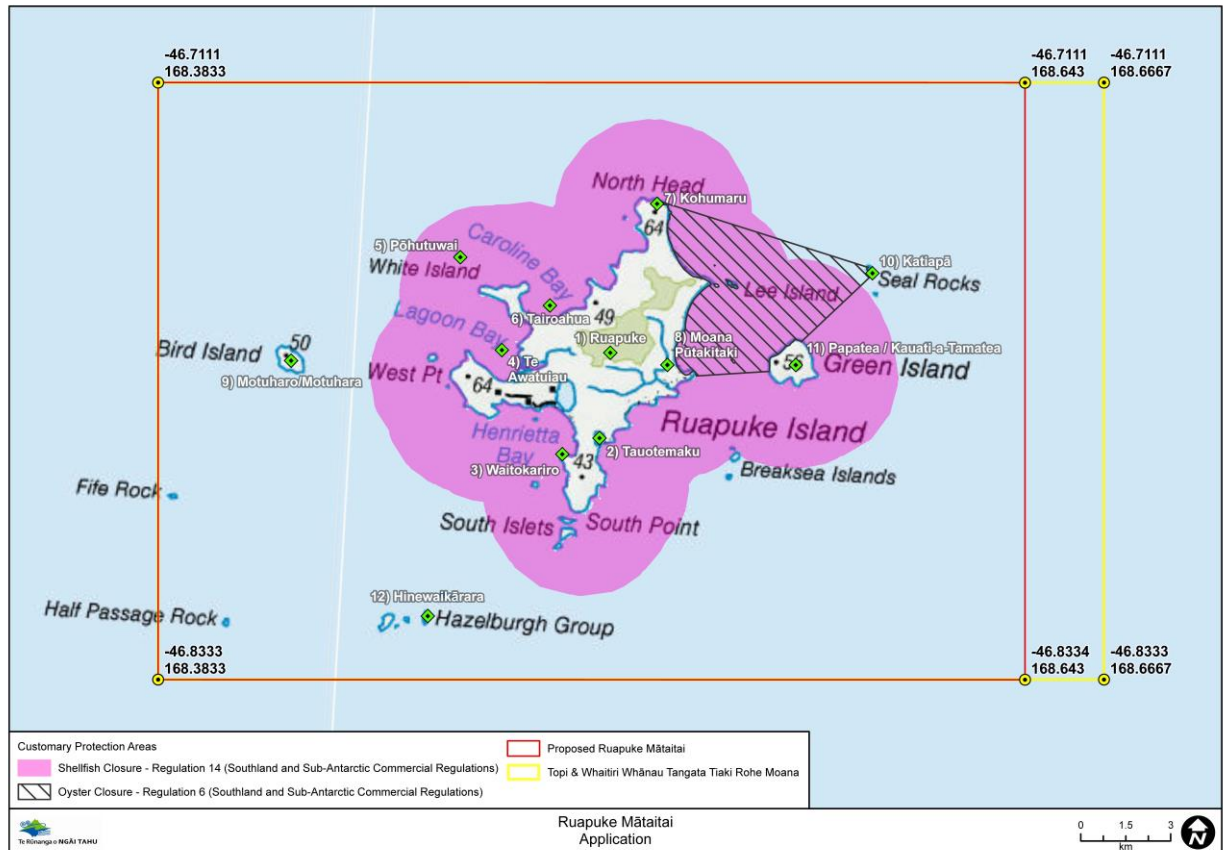 -46.7111
168.3833
-46.7111
168.643
-46.7111
168.6667
North Head
7) Kohumaru
64
Caroline Bay
5) Pōhutuwai
White Island
10) Katiapā
Seal Rocks
Lee Island
Lagoon Bay
6) Tairoahua
49
1) Ruapuke
8) Moana
Pūtakitaki
Bird Island
50
9) Motuharo/Motuhara
4) Te
Awatuiau
West Pt
64
11) Papatea / Kauati-a-Tamatea
56
Green Island
Ruapuke Island
Henrietta
Bay
2) Tauotemaku
3) Waitokariro
43
Breaksea Islands
Fife Rock
South Islets
South Point
12) Hinewaikārara
Half Passage Rock
Hazelburgh Group
-46.8333
168.3833
-46.8334
168.643
-46.8333
168.6667
Customary Protection Areas
Shellfish Closure - Regulation 14 (Southland and Sub-Antarctic Commercial Regulations)
Oyster Closure - Regulation 6 (Southland and Sub-Antarctic Commercial Regulations)
Proposed Ruapuke Mātaitai
Topi & Whaitiri Whānau Tangata Tiaki Rohe Moana
Te Rūnanga o NGĀI TAHU
Ruapuke Mātaitai
Application
0 1.5 3
km
N